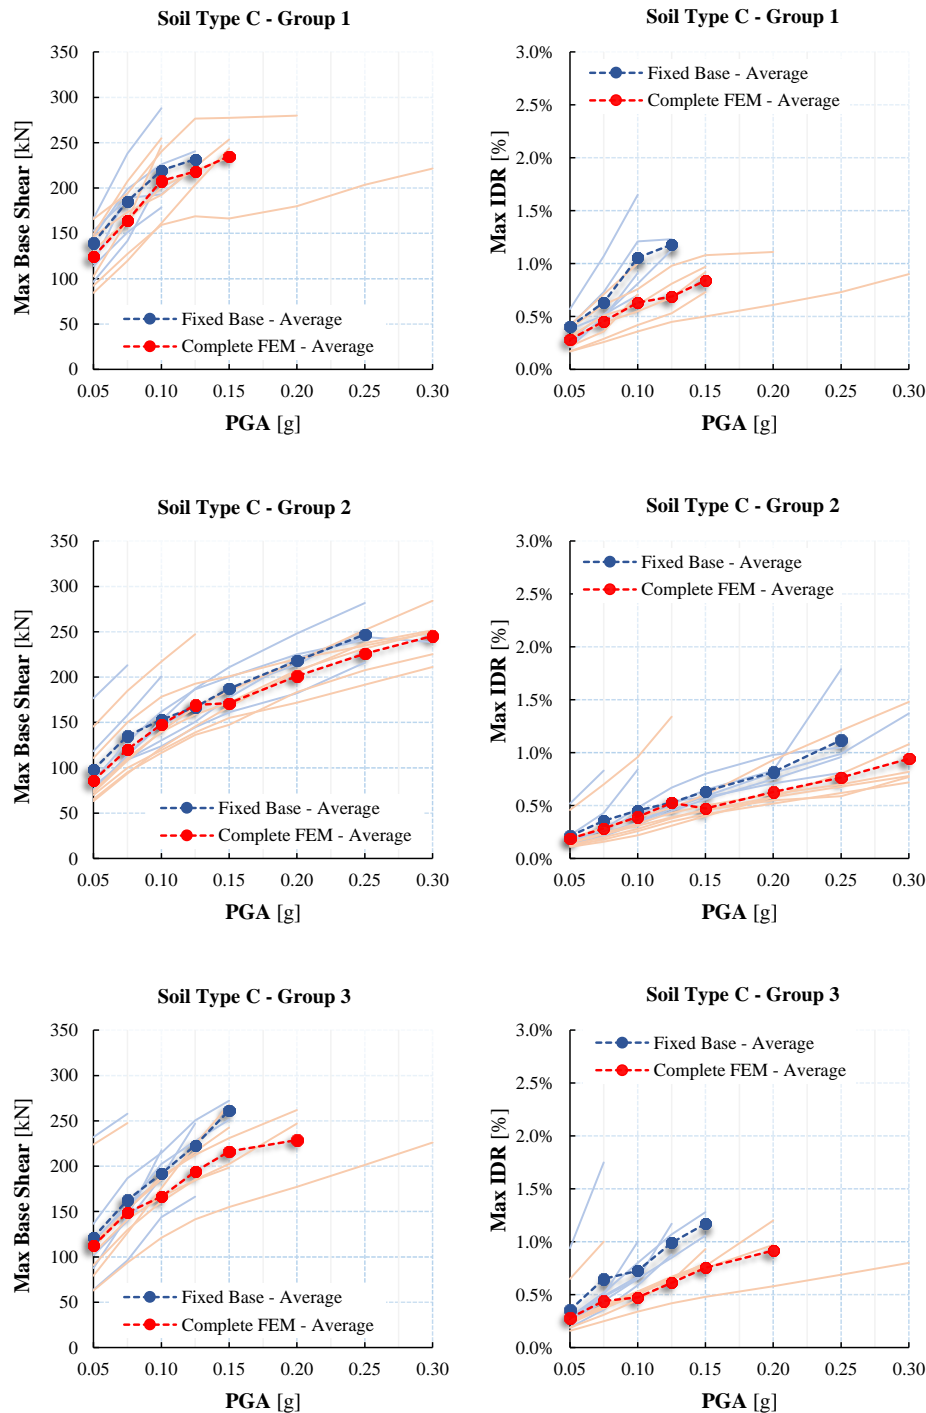 Soil Type C - Group 1
Max Base Shear [kN]
350
300
250
200
150
100
50
0
Fixed Base - Average
Complete FEM - Average
0.05 0.10 0.15 0.20 0.25 0.30
PGA [g]
Soil Type C - Group 1
Max IDR [%]
3.0%
2.5%
2.0%
1.5%
1.0%
0.5%
0.0%
Fixed Base - Average
Complete FEM - Average
0.05 0.10 0.15 0.20 0.25 0.30
PGA [g]
Soil Type C - Group 2
Max Base Shear [kN]
350
300
250
200
150
100
50
0
Fixed Base - Average
Complete FEM - Average
0.05 0.10 0.15 0.20 0.25 0.30
PGA [g]
Soil Type C - Group 2
Max IDR [%]
3.0%
2.5%
2.0%
1.5%
1.0%
0.5%
0.0%
Fixed Base - Average
Complete FEM - Average
0.05 0.10 0.15 0.20 0.25 0.30
PGA [g]
Soil Type C - Group 3
Max Base Shear [kN]
350
300
250
200
150
100
50
0
Fixed Base - Average
Complete FEM - Average
0.05 0.10 0.15 0.20 0.25 0.30
PGA [g]
Soil Type C - Group 3
Max IDR [%]
3.0%
2.5%
2.0%
1.5%
1.0%
0.5%
0.0%
Fixed Base - Average
Complete FEM - Average
0.05 0.10 0.15 0.20 0.25 0.30
PGA [g]